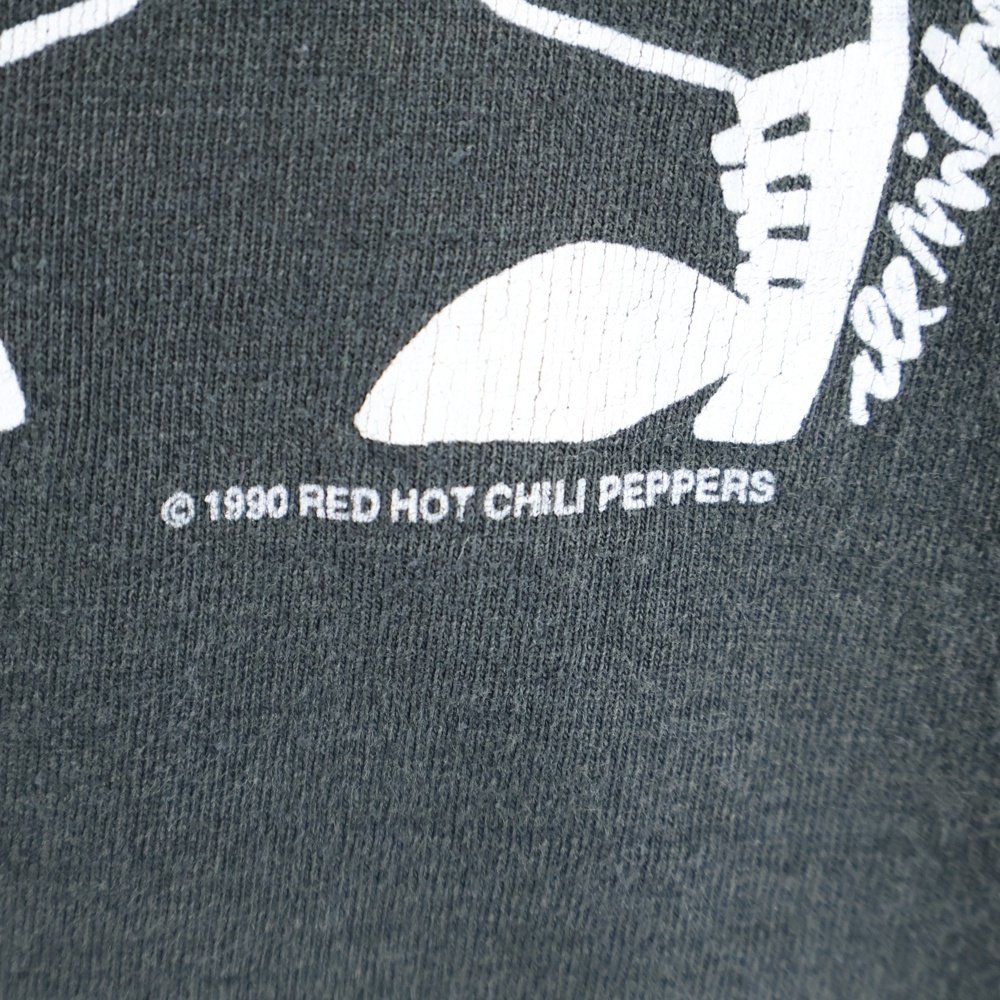 © 1990 RED HOT CHILI PEPPERS